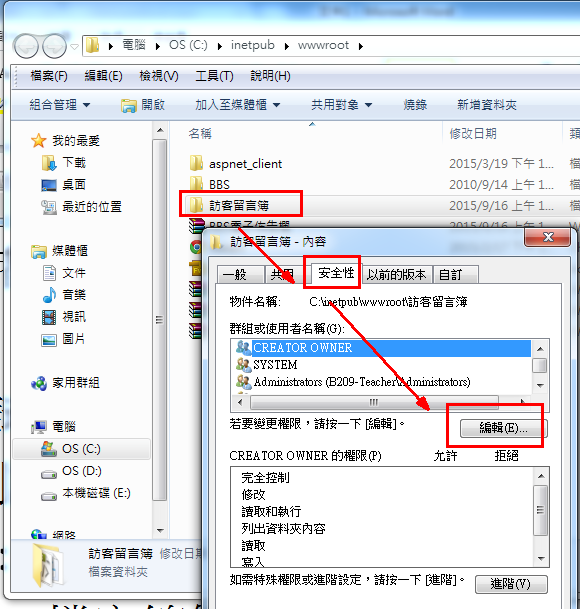 電腦 ▸ OS (C:) ▸ inetpub ▸ wwwroot ▸
檔案(F) 編輯(E) 檢視(V) 工具(T) 說明(H)
組合管理 開啟 加入至媒體櫃 共用對象 燒錄 新增資料夾
我的最愛
下載
桌面
最近的位置
媒體櫃
文件
音樂
視訊
圖片
家用群組
電腦
OS (C:)
OS (D:)
本機磁碟 (E:)
網路
名稱 修改日期
aspnet_client 2015/3/19 下午 1...
BBS 2010/9/14 上午 1...
訪客留言簿 2015/9/16 上午 1...
訪客留言簿 - 內容
一般 共用 安全性 以前的版本 自訂
物件名稱: C:\inetpub\wwwroot\訪客留言簿
群組或使用者名稱(G):
CREATOR OWNER
SYSTEM
Administrators (B209-Teacher\Administrators)
若要變更權限，請按一下 [編輯]。
編輯(E)...
CREATOR OWNER 的權限(P) 允許 拒絕
完全控制
修改
讀取和執行
列出資料夾內容
讀取
寫入
如需特殊權限或進階設定，請按一下 [進階]。
進階(V)
訪客留言簿 修改日期
檔案資料夾